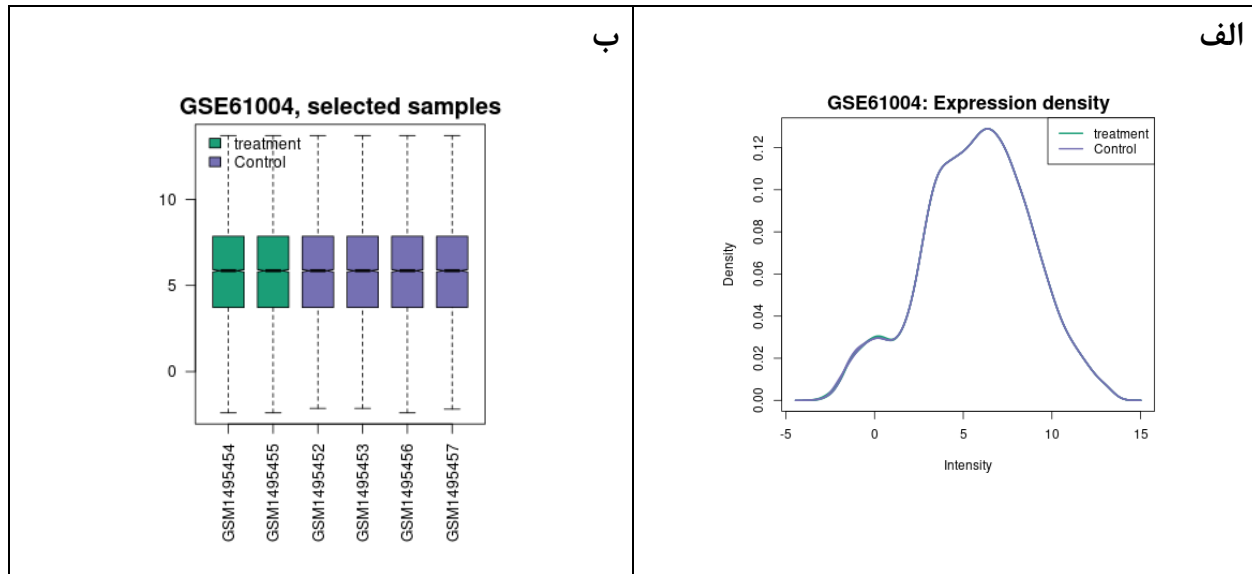 الف
GSE61004: Expression density
treatment
Control
0.12
0.10
0.08
0.06
0.04
0.02
0.00
Density
-5 0 5 10 15
Intensity
ب
GSE61004, selected samples
treatment
Control
10
5
0
GSM1495454
GSM1495455
GSM1495452
GSM1495453
GSM1495456
GSM1495457